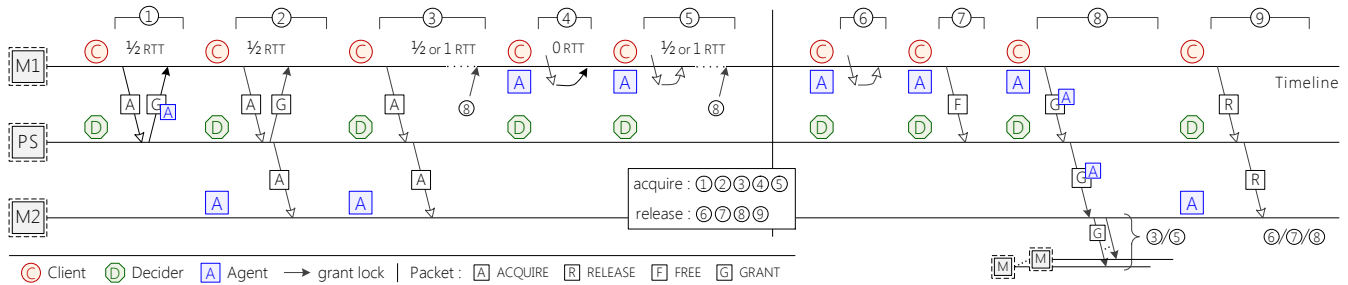 ① ② ③ ④ ⑤ ⑥ ⑦ ⑧ ⑨
½ RTT ½ RTT ½ or 1 RTT 0 RTT ½ or 1 RTT
C C C C C C C C C
M1
A A A A A Timeline
A G A A G A ⑧ ⑧ F G A R
D D D D D D D D D
PS
A A G A R
acquire : ①②③④⑤
release : ⑥⑦⑧⑨
A A A
M2
G ③/⑤ ⑥/⑦/⑧
M M
C Client D Decider A Agent grant lock | Packet : A ACQUIRE R RELEASE F FREE G GRANT